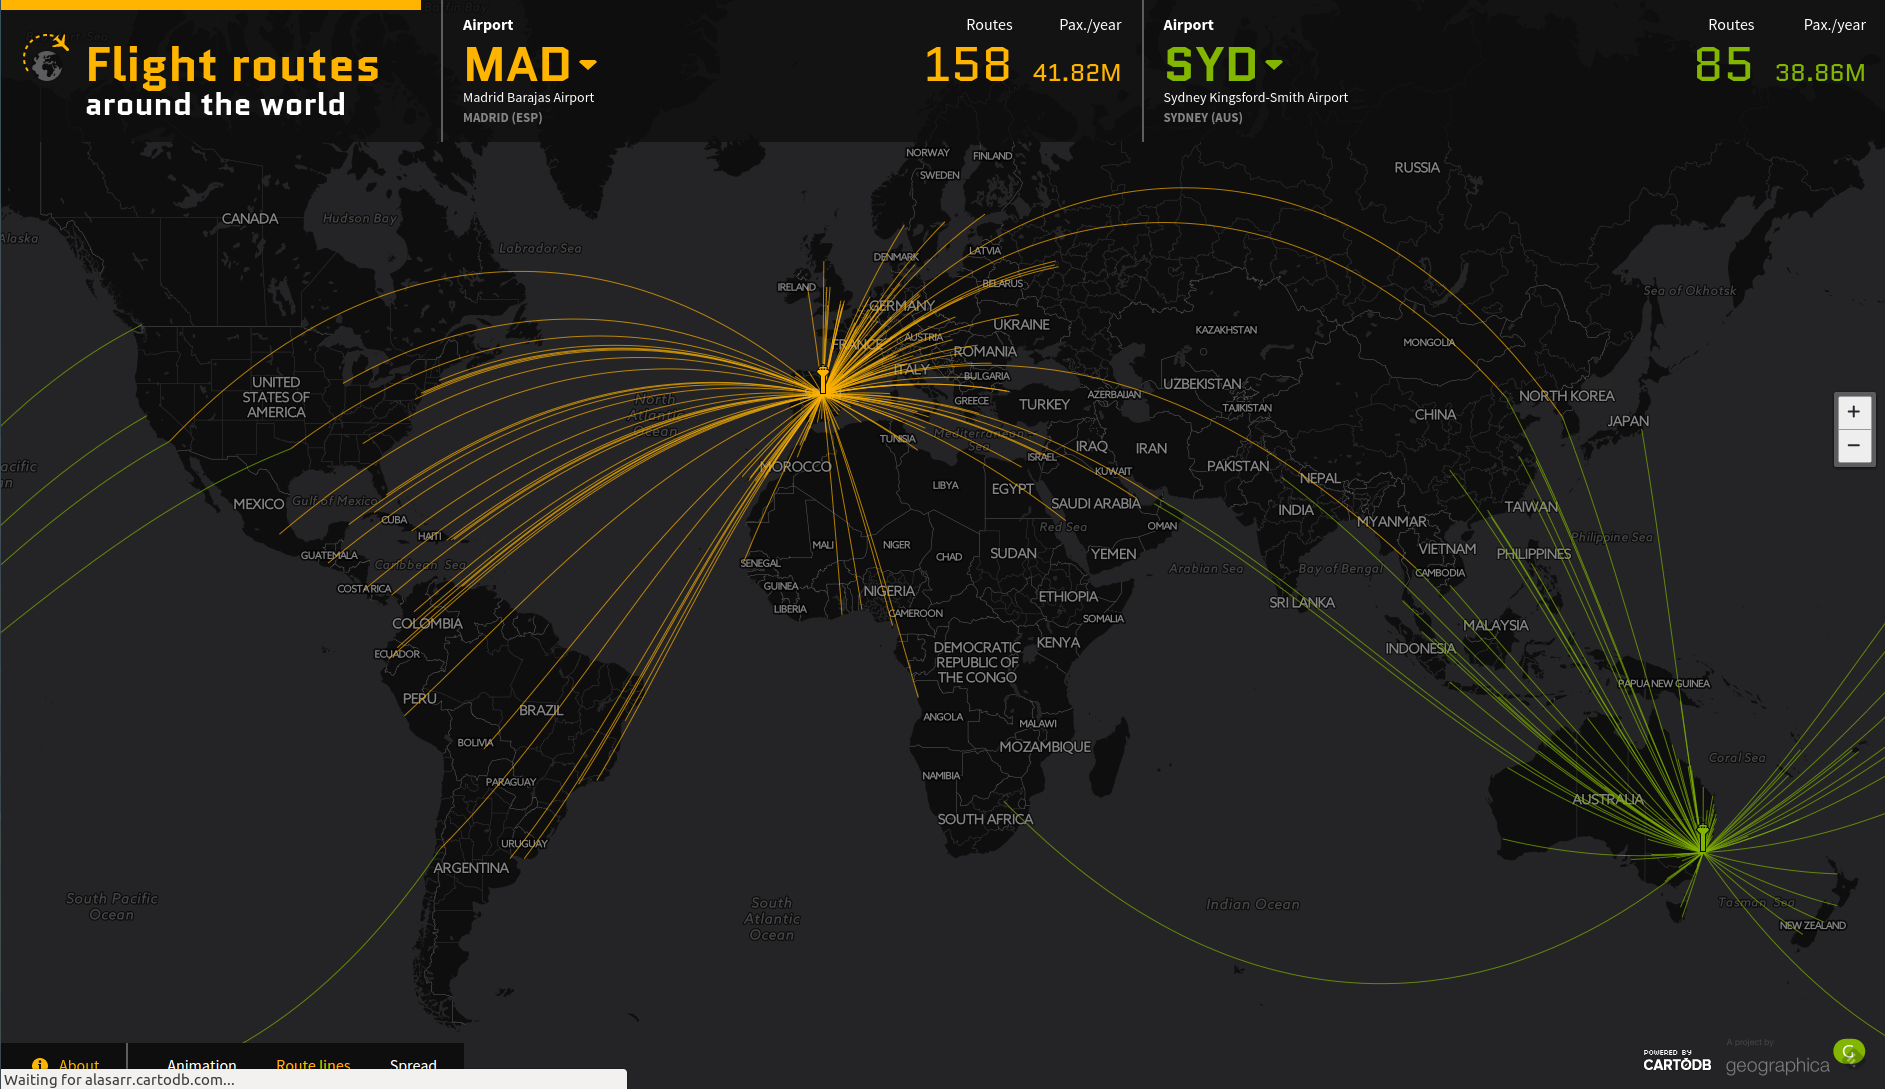 Flight routes
around the world
Airport
MAD
Madrid Barajas Airport
MADRID (ESP)
Routes
158
Pax./year
41.82M
Airport
SYD
Sydney Kingsford-Smith Airport
SYDNEY (AUS)
Routes
85
Pax./year
38.86M
NORWAY
FINLAND
SWEDEN
RUSSIA
CANADA
Hudson Bay
Alaska
Labrador Sea
DENMARK
LATVIA
IRELAND
BELARUS
Sea of Okhotsk
GERMANY
UKRAINE
KAZAKHSTAN
AUSTRIA
FRANCE
MONGOLIA
ROMANIA
ITALY
BULGARIA
UNITED
STATES OF
AMERICA
UZBEKISTAN
AZERBAIJAN
NORTH KOREA
North
Atlantic
Ocean
GREECE
TURKEY
TAJIKISTAN
CHINA
JAPAN
TUNISIA
Mediterranean
Sea
IRAQ
IRAN
ISRAEL
KUWAIT
PAKISTAN
MOROCCO
acific
an
NEPAL
LIBYA
EGYPT
SAUDI ARABIA
MEXICO
Gulf of Mexico
INDIA
TAIWAN
CUBA
MYANMAR
Red Sea
OMAN
HAITI
Philippine Sea
GUATEMALA
MALI
NIGER
CHAD
SUDAN
YEMEN
VIETNAM
PHILIPPINES
Caribbean Sea
SENEGAL
Arabian Sea
Bay of Bengal
CAMBODIA
COSTA RICA
GUINEA
NIGERIA
ETHIOPIA
SRI LANKA
LIBERIA
CAMEROON
SOMALIA
COLOMBIA
MALAYSIA
KENYA
DEMOCRATIC
REPUBLIC OF
THE CONGO
ECUADOR
INDONESIA
PAPUA NEW GUINEA
PERU
BRAZIL
ANGOLA
MALAWI
BOLIVIA
MOZAMBIQUE
Coral Sea
NAMIBIA
PARAGUAY
AUSTRALIA
SOUTH AFRICA
URUGUAY
ARGENTINA
South Pacific
Ocean
South
Atlantic
Ocean
Indian Ocean
Tasman Sea
NEW ZEALAND
+
−
i About
Animation
Route lines
Spread
Waiting for alasarr.cartodb.com...
POWERED BY
CARTODB
A project by
geographica
G